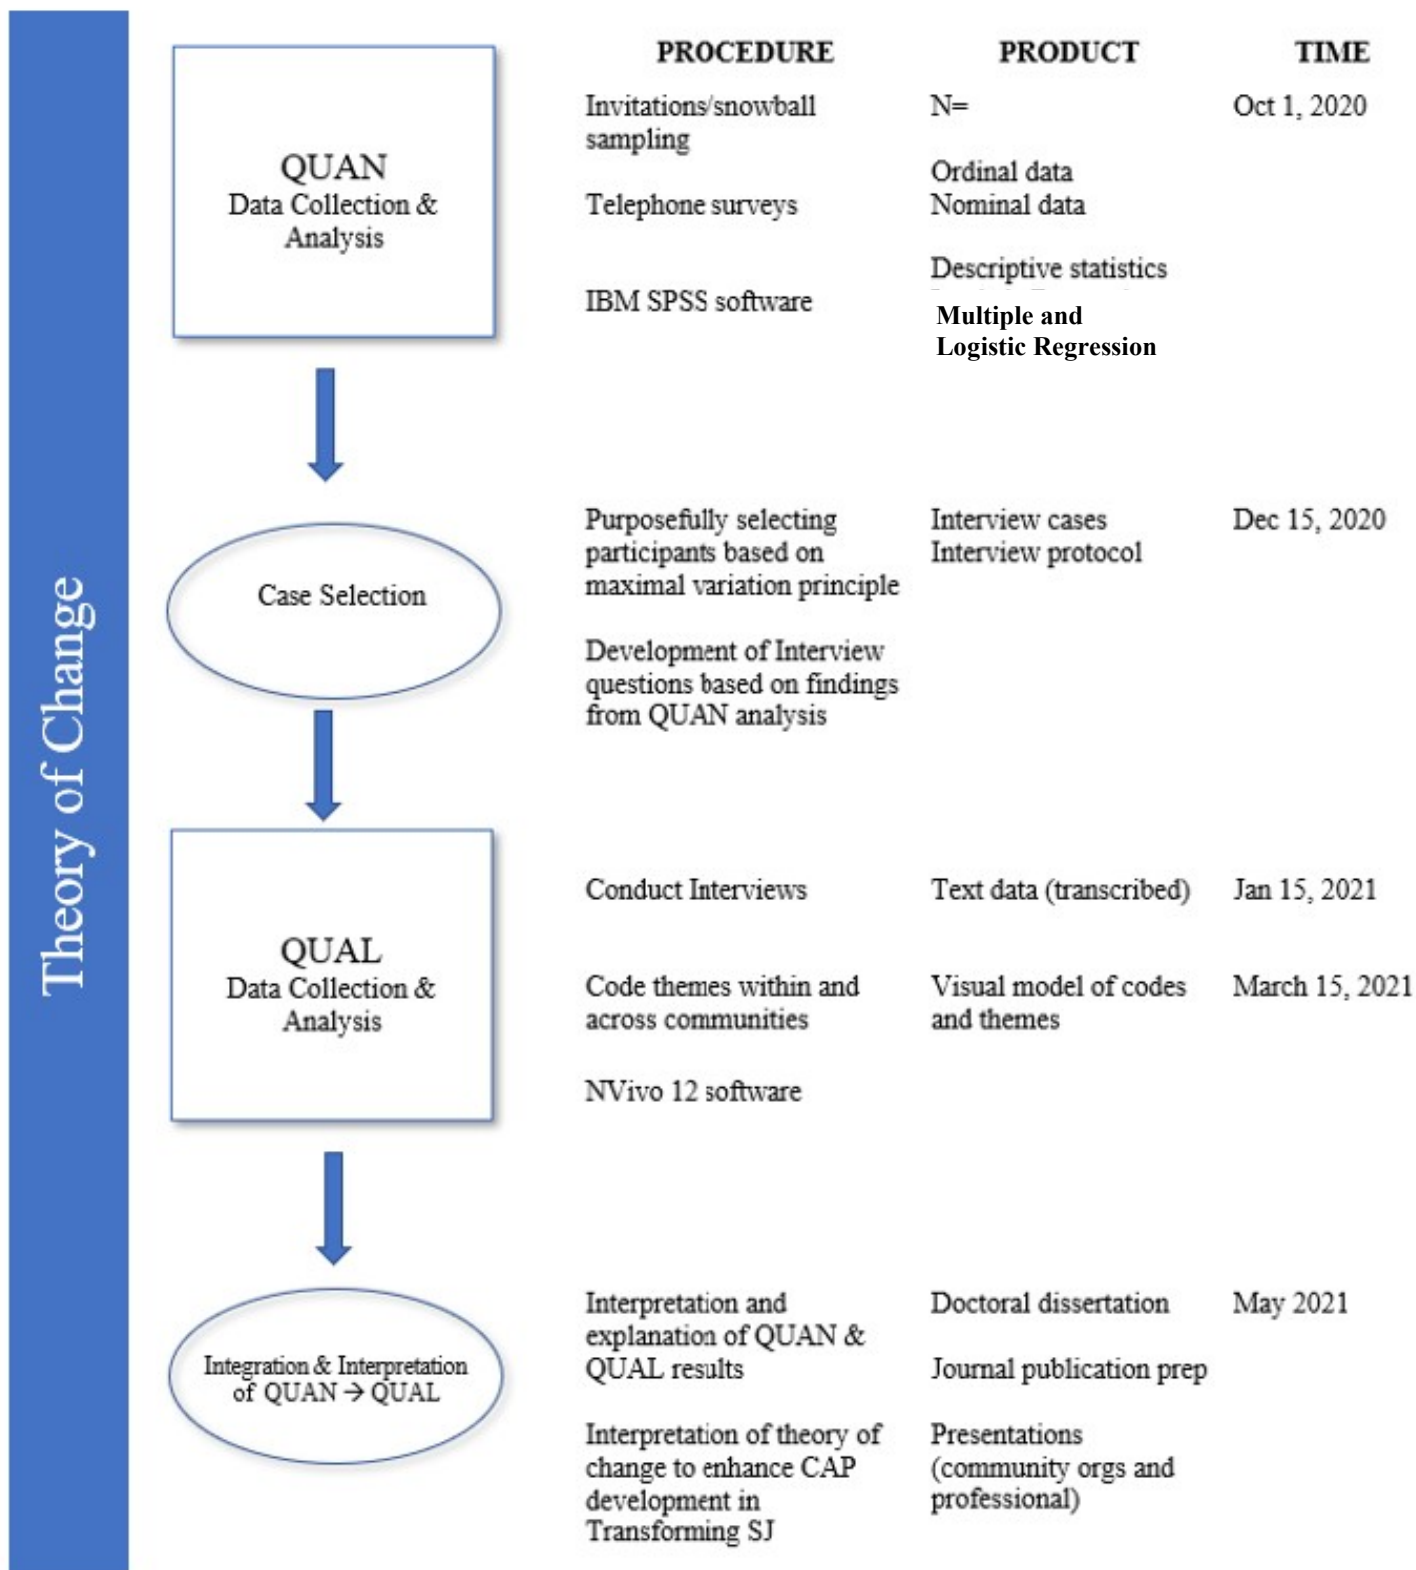 Theory of Change
PROCEDURE
PRODUCT
TIME
QUAN
Data Collection &
Analysis
Invitations/snowball
sampling
Telephone surveys
IBM SPSS software
N=
Ordinal data
Nominal data
Descriptive statistics
Multiple and
Logistic Regression
Oct 1, 2020
Case Selection
Purposefully selecting
participants based on
maximal variation principle
Development of Interview
questions based on findings
from QUAN analysis
Interview cases
Interview protocol
Dec 15, 2020
QUAL
Data Collection &
Analysis
Conduct Interviews
Text data (transcribed)
Jan 15, 2021
Code themes within and
across communities
Visual model of codes
and themes
March 15, 2021
NVivo 12 software
Integration & Interpretation
of QUAN → QUAL
Interpretation and
explanation of QUAN &
QUAL results
Interpretation of theory of
change to enhance CAP
development in
Transforming SJ
Doctoral dissertation
Journal publication prep
Presentations
(community orgs and
professional)
May 2021